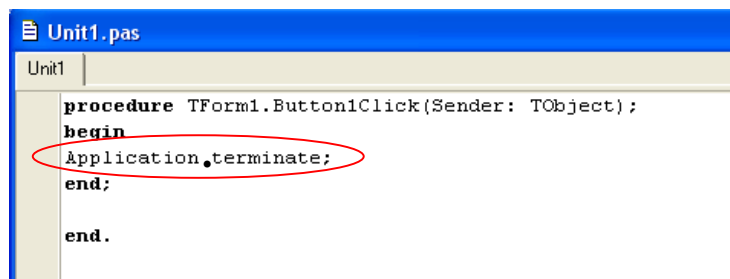 Unit1.pas
Unit1
procedure TForm1.Button1Click(Sender: TObject);
begin
Application.terminate;
end;
end.